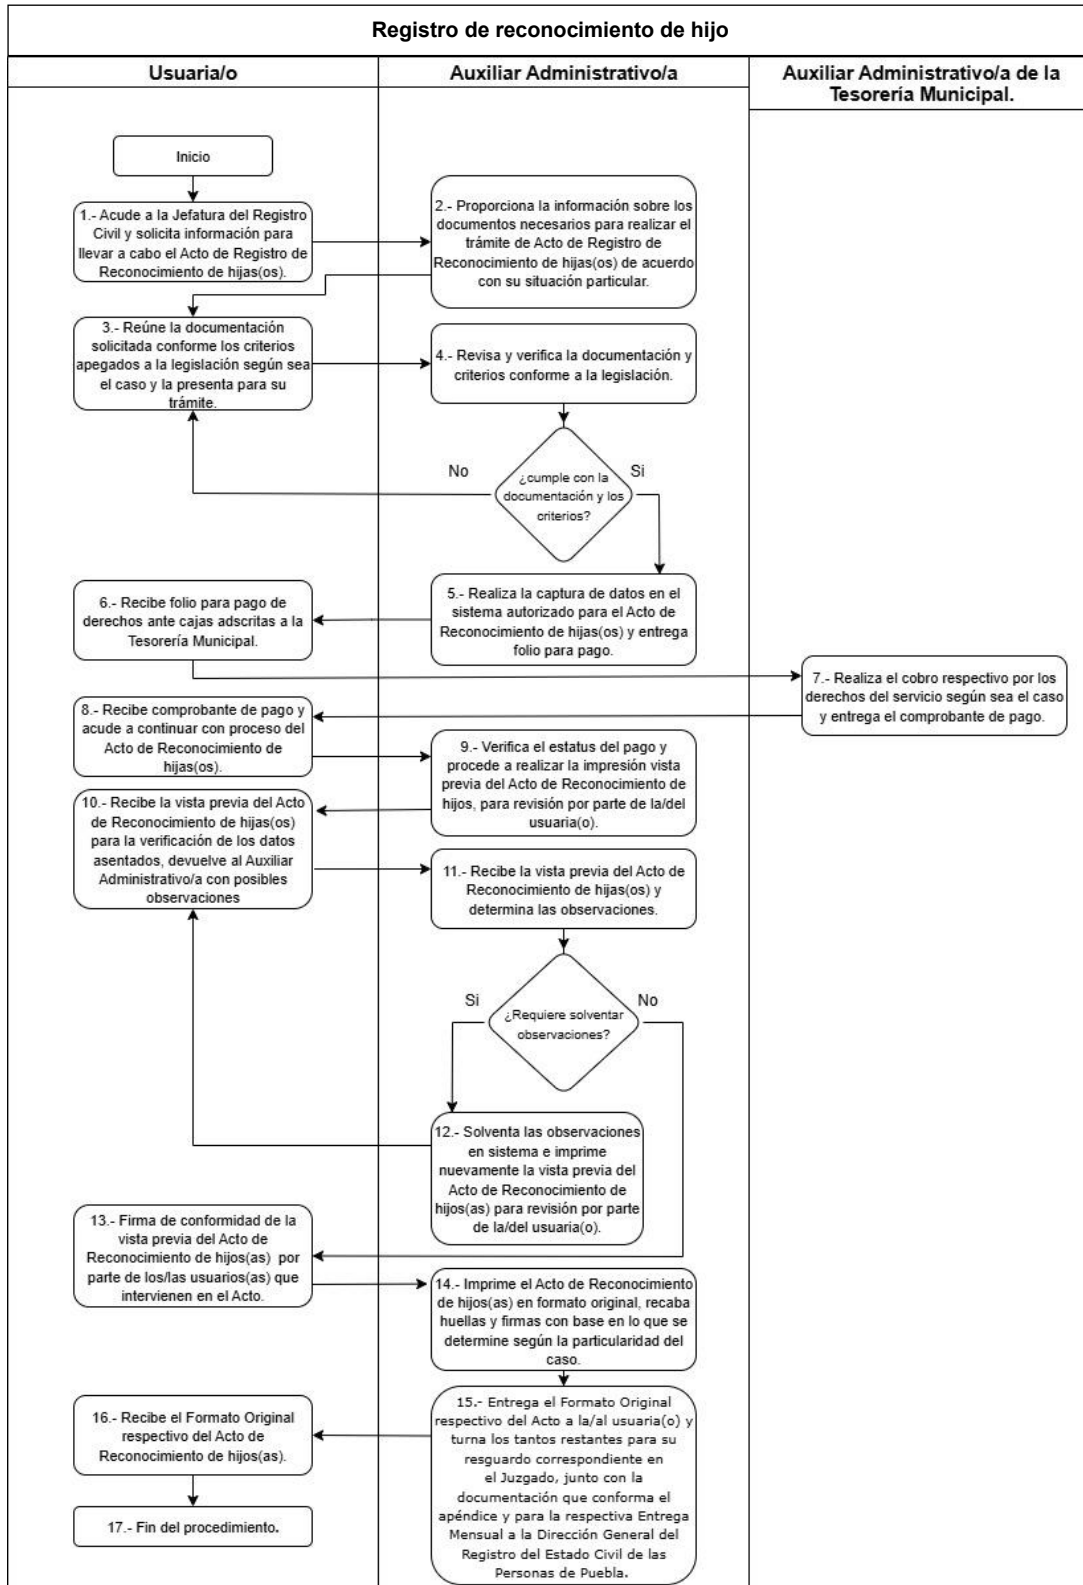 Registro de reconocimiento de hijo
Usuaria/o
Auxiliar Administrativo/a
Auxiliar Administrativo/a de la
Tesorería Municipal.
Inicio
1.- Acude a la Jefatura del Registro
Civil y solicita información para
llevar a cabo el Acto de Registro de
Reconocimiento de hijas(os).
2.- Proporciona la información sobre los
documentos necesarios para realizar el
trámite de Acto de Registro de
Reconocimiento de hijas(os) de acuerdo
con su situación particular.
3.- Reúne la documentación
solicitada conforme los criterios
apegados a la legislación según sea
el caso y la presenta para su
trámite.
4.- Revisa y verifica la documentación y
criterios conforme a la legislación.
No
Si
¿cumple con la
documentación y los
criterios?
5.- Realiza la captura de datos en el
sistema autorizado para el Acto de
Reconocimiento de hijas(os) y entrega
folio para pago.
6.- Recibe folio para pago de
derechos ante cajas adscritas a la
Tesorería Municipal.
7.- Realiza el cobro respectivo por los
derechos del servicio según sea el caso
y entrega el comprobante de pago.
8.- Recibe comprobante de pago y
acude a continuar con proceso del
Acto de Reconocimiento de
hijas(os).
9.- Verifica el estatus del pago y
procede a realizar la impresión vista
previa del Acto de Reconocimiento de
hijos, para revisión por parte de la/del
usuaria(o).
10.- Recibe la vista previa del Acto
de Reconocimiento de hijas(os)
para la verificación de los datos
asentados, devuelve al Auxiliar
Administrativo/a con posibles
observaciones
11.- Recibe la vista previa del Acto de
Reconocimiento de hijas(os) y
determina las observaciones.
Si
No
¿Requiere solventar
observaciones?
12.- Solventa las observaciones
en sistema e imprime
nuevamente la vista previa del
Acto de Reconocimiento de
hijos(as) para revisión por parte
de la/del usuaria(o).
13.- Firma de conformidad de la
vista previa del Acto de
Reconocimiento de hijos(as) por
parte de los/las usuarios(as) que
intervienen en el Acto.
14.- Imprime el Acto de Reconocimiento
de hijos(as) en formato original, recaba
huellas y firmas con base en lo que se
determine según la particularidad del
caso.
15.- Entrega el Formato Original
respectivo del Acto a la/al usuaria(o) y
turna los tantos restantes para su
resguardo correspondiente en
el Juzgado, junto con la
documentación que conforma el
apéndice y para la respectiva Entrega
Mensual a la Dirección General del
Registro del Estado Civil de las
Personas de Puebla.
16.- Recibe el Formato Original
respectivo del Acto de
Reconocimiento de hijos(as).
17.- Fin del procedimiento.